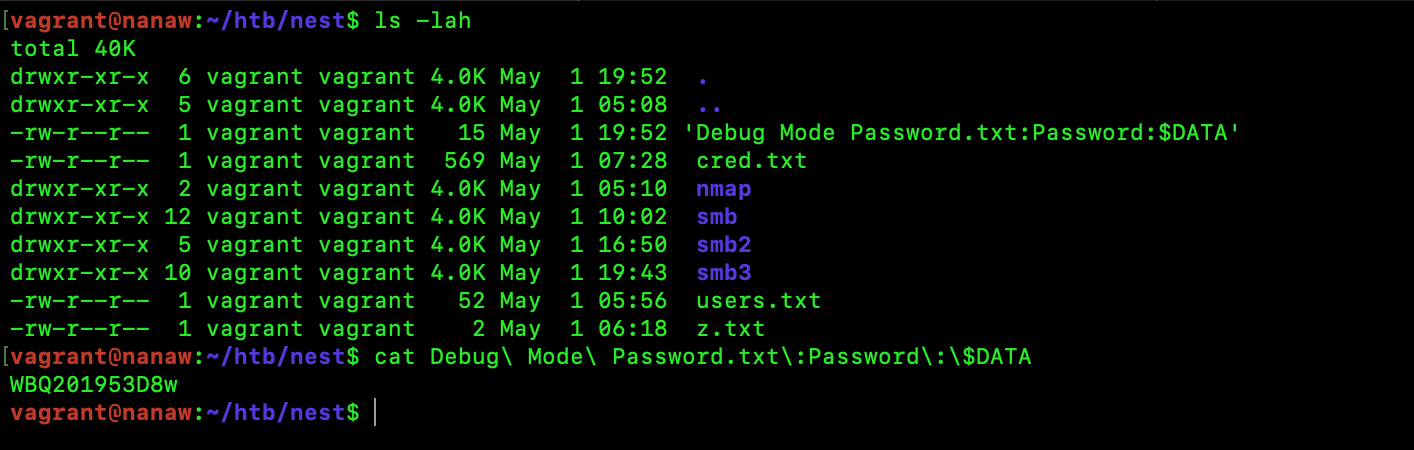 [vagrant@nanaw:~/htb/nest$ ls -lah
total 40K
drwxr-xr-x  6 vagrant vagrant 4.0K May  1 19:52  .
drwxr-xr-x  5 vagrant vagrant 4.0K May  1 05:08  ..
-rw-r--r--  1 vagrant vagrant   15 May  1 19:52 'Debug Mode Password.txt:Password:$DATA'
-rw-r--r--  1 vagrant vagrant  569 May  1 07:28  cred.txt
drwxr-xr-x  2 vagrant vagrant 4.0K May  1 05:10  nmap
drwxr-xr-x 12 vagrant vagrant 4.0K May  1 10:02  smb
drwxr-xr-x  5 vagrant vagrant 4.0K May  1 16:50  smb2
drwxr-xr-x 10 vagrant vagrant 4.0K May  1 19:43  smb3
-rw-r--r--  1 vagrant vagrant   52 May  1 05:56  users.txt
-rw-r--r--  1 vagrant vagrant    2 May  1 06:18  z.txt
[vagrant@nanaw:~/htb/nest$ cat Debug\ Mode\ Password.txt\:Password\:\$DATA
WBQ201953D8w
vagrant@nanaw:~/htb/nest$